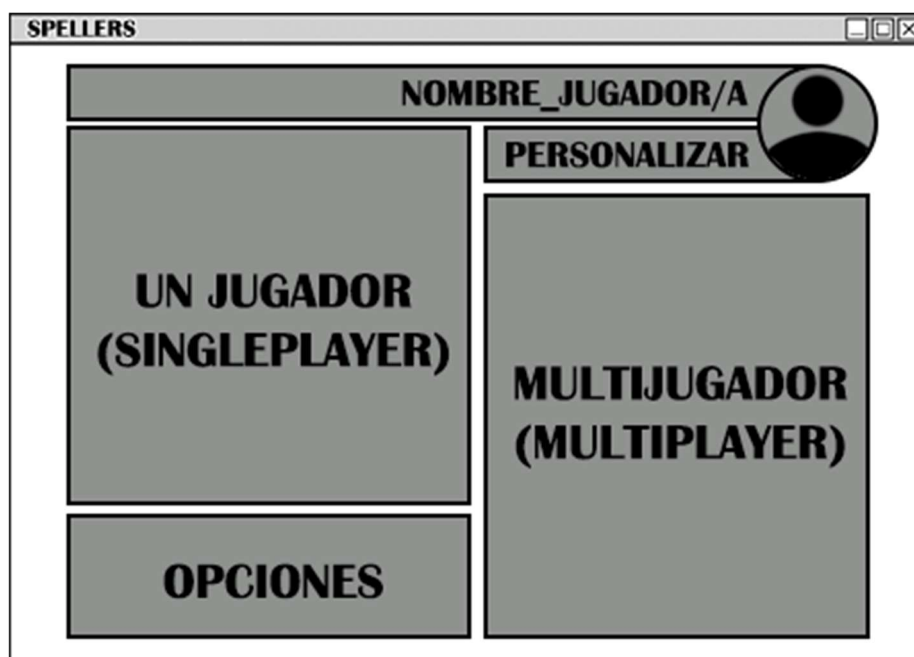 SPELLERS
NOMBRE_JUGADOR/A
PERSONALIZAR
UN JUGADOR
(SINGLEPLAYER)
MULTIJUGADOR
(MULTIPLAYER)
OPCIONES